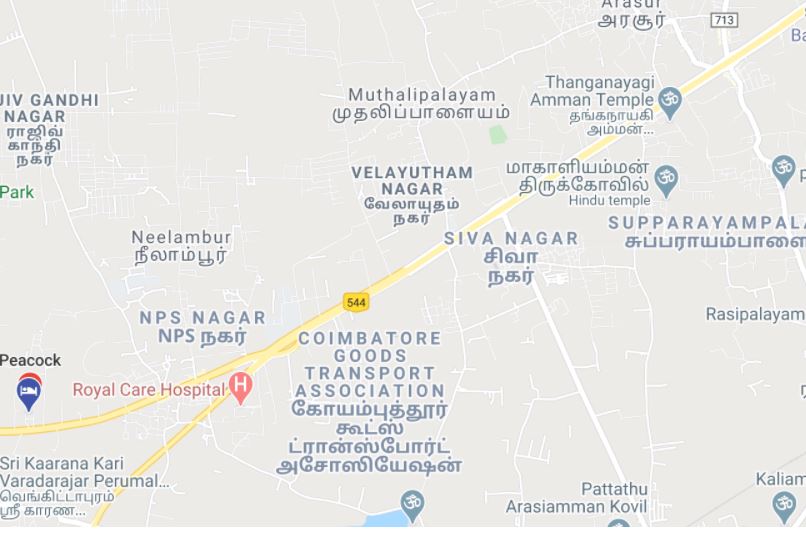 Arasur
அரசூர்
713
Ba
JIV GANDHI
NAGAR
ராஜிவ்
காந்தி
நகர்
Muthalipalayam
முதலிப்பாளையம்
Thanganayagi
Amman Temple
தங்கநாயகி
அம்மன்...
Park
VELAYUTHAM
NAGAR
வேலாயுதம்
நகர்
மாகாளியம்மன்
திருக்கோவில்
Hindu temple
P
Neelambur
நீலாம்பூர்
SIVA NAGAR
சிவா
நகர்
SUPPARAYAMPALA
சுப்பராயம்பாளை
544
NPS NAGAR
NPS நகர்
Rasipalayam
COIMBATORE
GOODS
TRANSPORT
ASSOCIATION
கோயம்புத்தூர்
கூட்ஸ்
ட்ரான்ஸ்போர்ட்
அசோஸியேஷன்
Peacock
Royal Care Hospital
H
Sri Kaarana Kari
Varadarajar Perumal...
வெங்கிட்டாபுரம்
ஸ்ரீ காரண...
Pattathu
Arasiamman Kovil
Kaliam